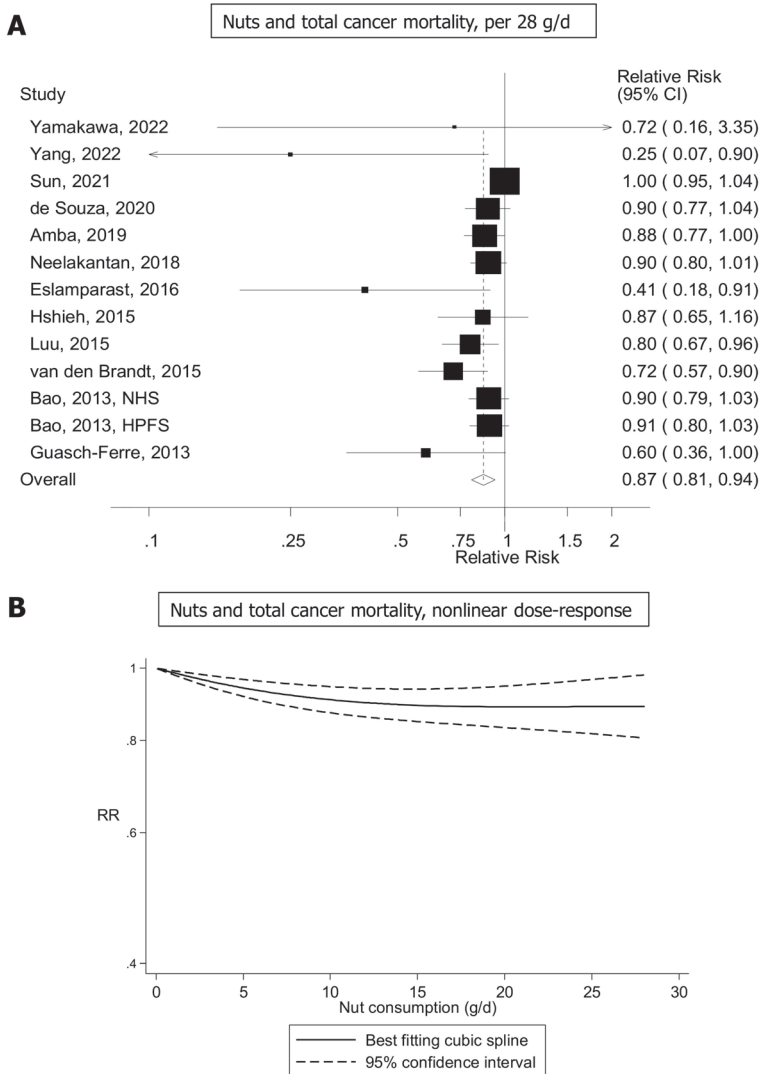 A
Nuts and total cancer mortality, per 28 g/d
Relative Risk
Study (95% CI)
Yamakawa, 2022 0.72 ( 0.16, 3.35)
Yang, 2022 0.25 ( 0.07, 0.90)
Sun, 2021 1.00 ( 0.95, 1.04)
de Souza, 2020 0.90 ( 0.77, 1.04)
Amba, 2019 0.88 ( 0.77, 1.00)
Neelakantan, 2018 0.90 ( 0.80, 1.01)
Eslamparast, 2016 0.41 ( 0.18, 0.91)
Hshieh, 2015 0.87 ( 0.65, 1.16)
Luu, 2015 0.80 ( 0.67, 0.96)
van den Brandt, 2015 0.72 ( 0.57, 0.90)
Bao, 2013, NHS 0.90 ( 0.79, 1.03)
Bao, 2013, HPFS 0.91 ( 0.80, 1.03)
Guasch-Ferre, 2013 0.60 ( 0.36, 1.00)
Overall 0.87 ( 0.81, 0.94)
.1 .25 .5 .75 1 1.5 2
Relative Risk
B
Nuts and total cancer mortality, nonlinear dose-response
1
.8
RR
.6
.4
0 5 10 15 20 25 30
Nut consumption (g/d)
Best fitting cubic spline
95% confidence interval